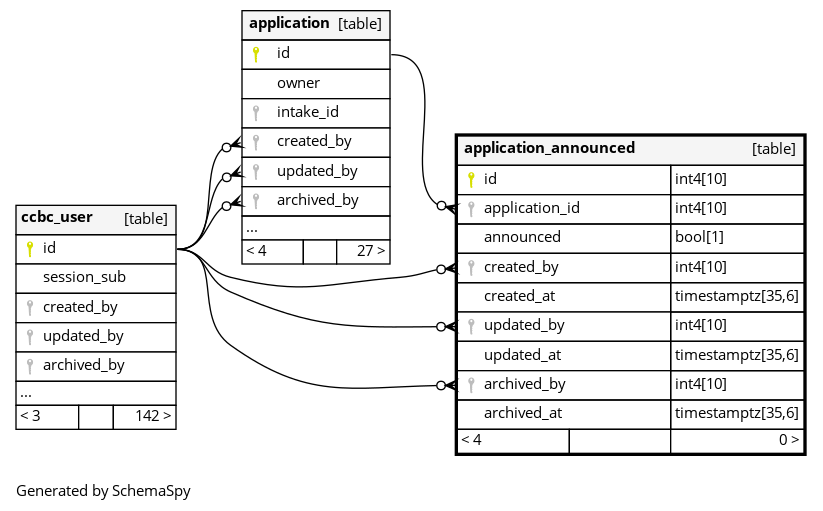 application [table]
id
owner
intake_id
created_by
updated_by
archived_by
...
< 4 27 >
ccbc_user [table]
id
session_sub
created_by
updated_by
archived_by
...
< 3 142 >
application_announced [table]
id int4[10]
application_id int4[10]
announced bool[1]
created_by int4[10]
created_at timestamptz[35,6]
updated_by int4[10]
updated_at timestamptz[35,6]
archived_by int4[10]
archived_at timestamptz[35,6]
< 4 0 >
Generated by SchemaSpy